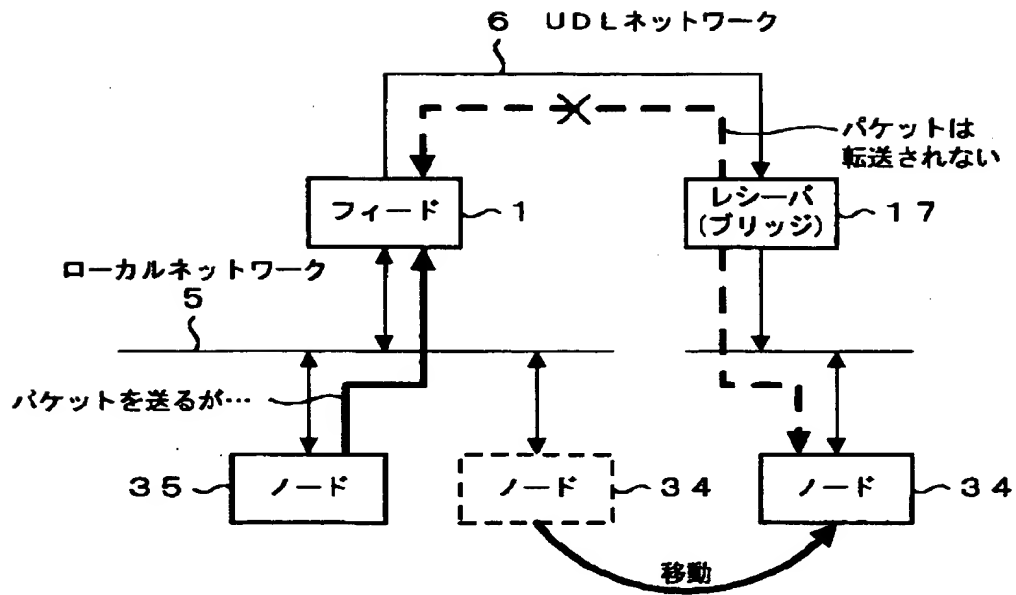 6 UDLネットワーク
パケットは
転送されない
フィード
1
レシーバ
(ブリッジ)
17
ローカルネットワーク
5
パケットを送るが…
35
ノード
ノード
34
ノード
34
移動